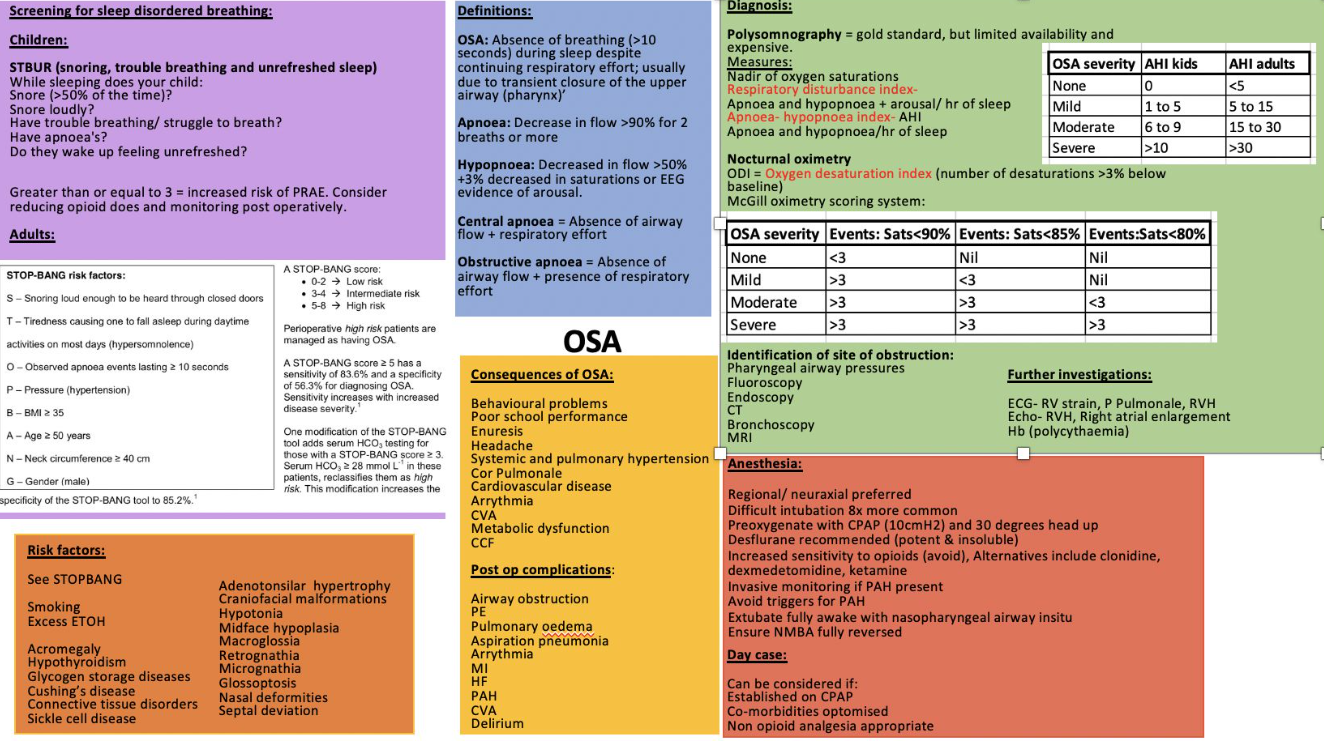 Screening for sleep disordered breathing:
Children:
STBUR (snoring, trouble breathing and unrefreshed sleep)
While sleeping does your child:
Snore (>50% of the time)?
Snore loudly?
Have trouble breathing/ struggle to breath?
Have apnoea's?
Do they wake up feeling unrefreshed?
Greater than or equal to 3 = increased risk of PRAE. Consider
reducing opioid does and monitoring post operatively.
Adults:
STOP-BANG risk factors:
S – Snoring loud enough to be heard through closed doors
T – Tiredness causing one to fall asleep during daytime
activities on most days (hypersomnolence)
O – Observed apnoea events lasting ≥ 10 seconds
P – Pressure (hypertension)
B – BMI ≥ 35
A – Age ≥ 50 years
N – Neck circumference ≥ 40 cm
G – Gender (male)
A STOP-BANG score:
• 0-2 → Low risk
• 3-4 → Intermediate risk
• 5-8 → High risk
Perioperative high risk patients are
managed as having OSA.
A STOP-BANG score ≥ 5 has a
sensitivity of 83.6% and a specificity
of 56.3% for diagnosing OSA.
Sensitivity increases with increased
disease severity.¹
One modification of the STOP-BANG
tool adds serum HCO₃ testing for
those with a STOP-BANG score ≥ 3.
Serum HCO₃ ≥ 28 mmol L⁻¹ in these
patients, reclassifies them as high
risk. This modification increases the
specificity of the STOP-BANG tool to 85.2%.¹
Risk factors:
See STOPBANG
Smoking
Excess ETOH
Acromegaly
Hypothyroidism
Glycogen storage diseases
Cushing's disease
Connective tissue disorders
Sickle cell disease
Adenotonsilar hypertrophy
Craniofacial malformations
Hypotonia
Midface hypoplasia
Macroglossia
Retrognathia
Micrognathia
Glossoptosis
Nasal deformities
Septal deviation
Definitions:
OSA: Absence of breathing (>10
seconds) during sleep despite
continuing respiratory effort; usually
due to transient closure of the upper
airway (pharynx)'
Apnoea: Decrease in flow >90% for 2
breaths or more
Hypopnoea: Decreased in flow >50%
+3% decreased in saturations or EEG
evidence of arousal.
Central apnoea = Absence of airway
flow + respiratory effort
Obstructive apnoea = Absence of
airway flow + presence of respiratory
effort
OSA
Consequences of OSA:
Behavioural problems
Poor school performance
Enuresis
Headache
Systemic and pulmonary hypertension
Cor Pulmonale
Cardiovascular disease
Arrythmia
CVA
Metabolic dysfunction
CCF
Post op complications:
Airway obstruction
PE
Pulmonary oedema
Aspiration pneumonia
Arrythmia
MI
HF
PAH
CVA
Delirium
Diagnosis:
Polysomnography = gold standard, but limited availability and
expensive.
Measures:
Nadir of oxygen saturations
Respiratory disturbance index-
Apnoea and hypopnoea + arousal/ hr of sleep
Apnoea- hypopnoea index- AHI
Apnoea and hypopnoea/hr of sleep
OSA severity AHI kids AHI adults
None 0 <5
Mild 1 to 5 5 to 15
Moderate 6 to 9 15 to 30
Severe >10 >30
Nocturnal oximetry
ODI = Oxygen desaturation index (number of desaturations >3% below
baseline)
McGill oximetry scoring system:
OSA severity Events: Sats<90% Events: Sats<85% Events:Sats<80%
None <3 Nil Nil
Mild >3 <3 Nil
Moderate >3 >3 <3
Severe >3 >3 >3
Identification of site of obstruction:
Pharyngeal airway pressures
Fluoroscopy
Endoscopy
CT
Bronchoscopy
MRI
Further investigations:
ECG- RV strain, P Pulmonale, RVH
Echo- RVH, Right atrial enlargement
Hb (polycythaemia)
Anesthesia:
Regional/ neuraxial preferred
Difficult intubation 8x more common
Preoxygenate with CPAP (10cmH2) and 30 degrees head up
Desflurane recommended (potent & insoluble)
Increased sensitivity to opioids (avoid), Alternatives include clonidine,
dexmedetomidine, ketamine
Invasive monitoring if PAH present
Avoid triggers for PAH
Extubate fully awake with nasopharyngeal airway insitu
Ensure NMBA fully reversed
Day case:
Can be considered if:
Established on CPAP
Co-morbidities optomised
Non opioid analgesia appropriate